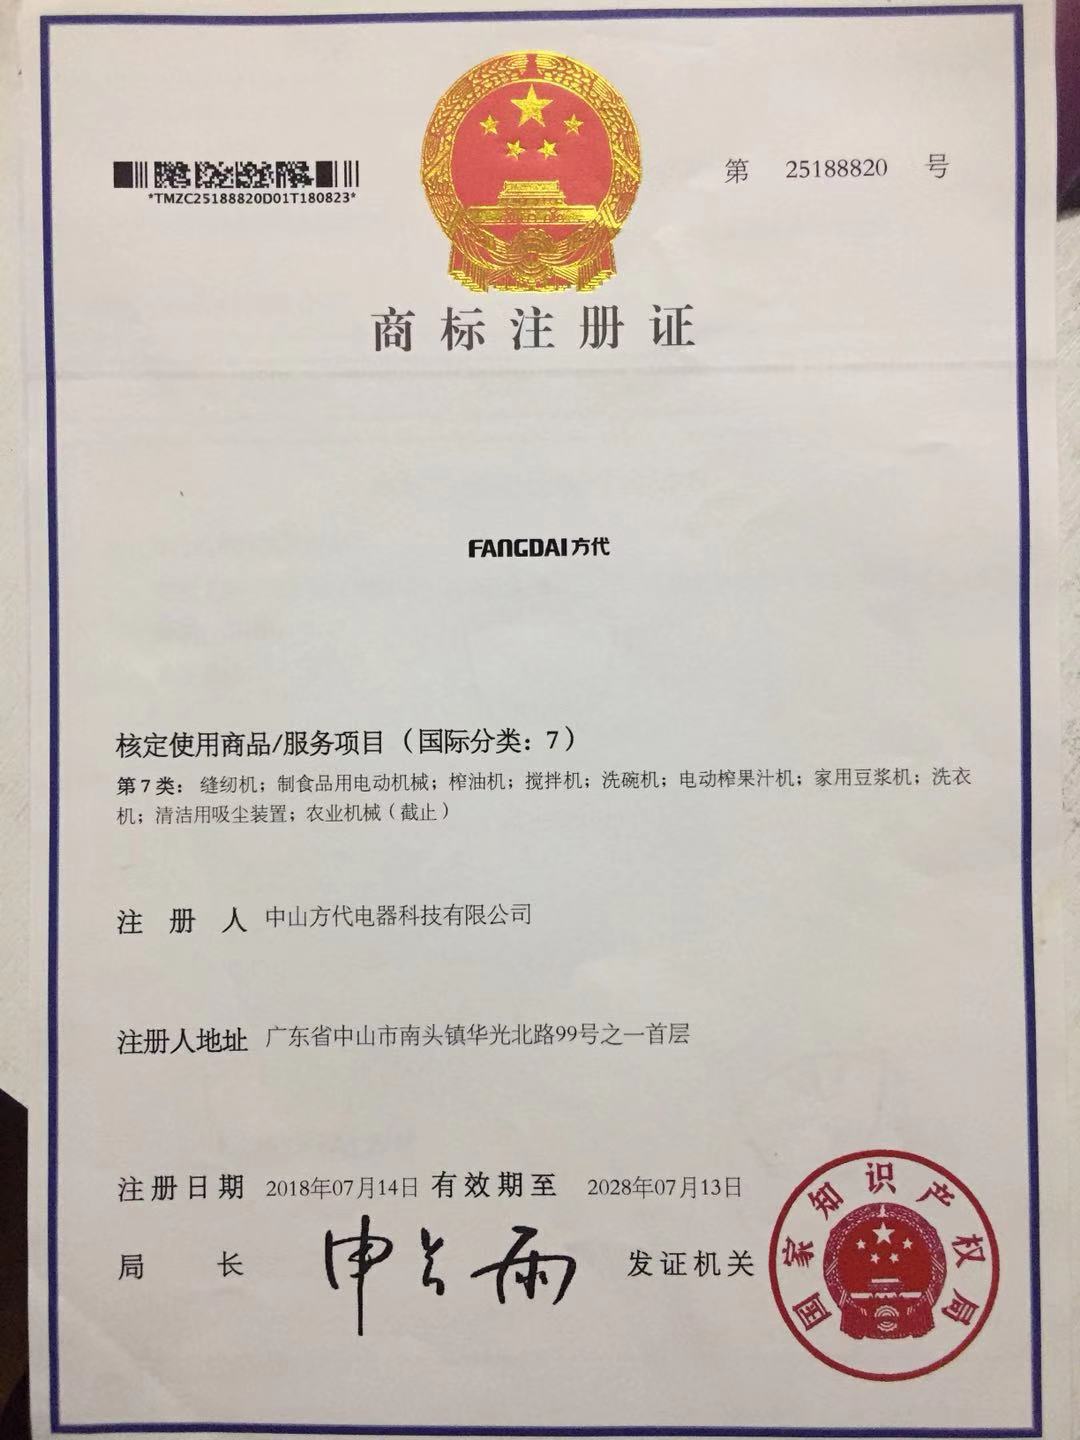 第 25188820 号
*TMZC25188820D01T180823*
商标注册证
FANGDAI方代
核定使用商品/服务项目（国际分类：7）
第7类：缝纫机；制食品用电动机械；榨油机；搅拌机；洗碗机；电动榨果汁机；家用豆浆机；洗衣
机；清洁用吸尘装置；农业机械（截止）
注册人 中山方代电器科技有限公司
注册人地址 广东省中山市南头镇华光北路99号之一首层
注册日期 2018年07月14日 有效期至 2028年07月13日
局长 申长雨 发证机关
国家知识产权局